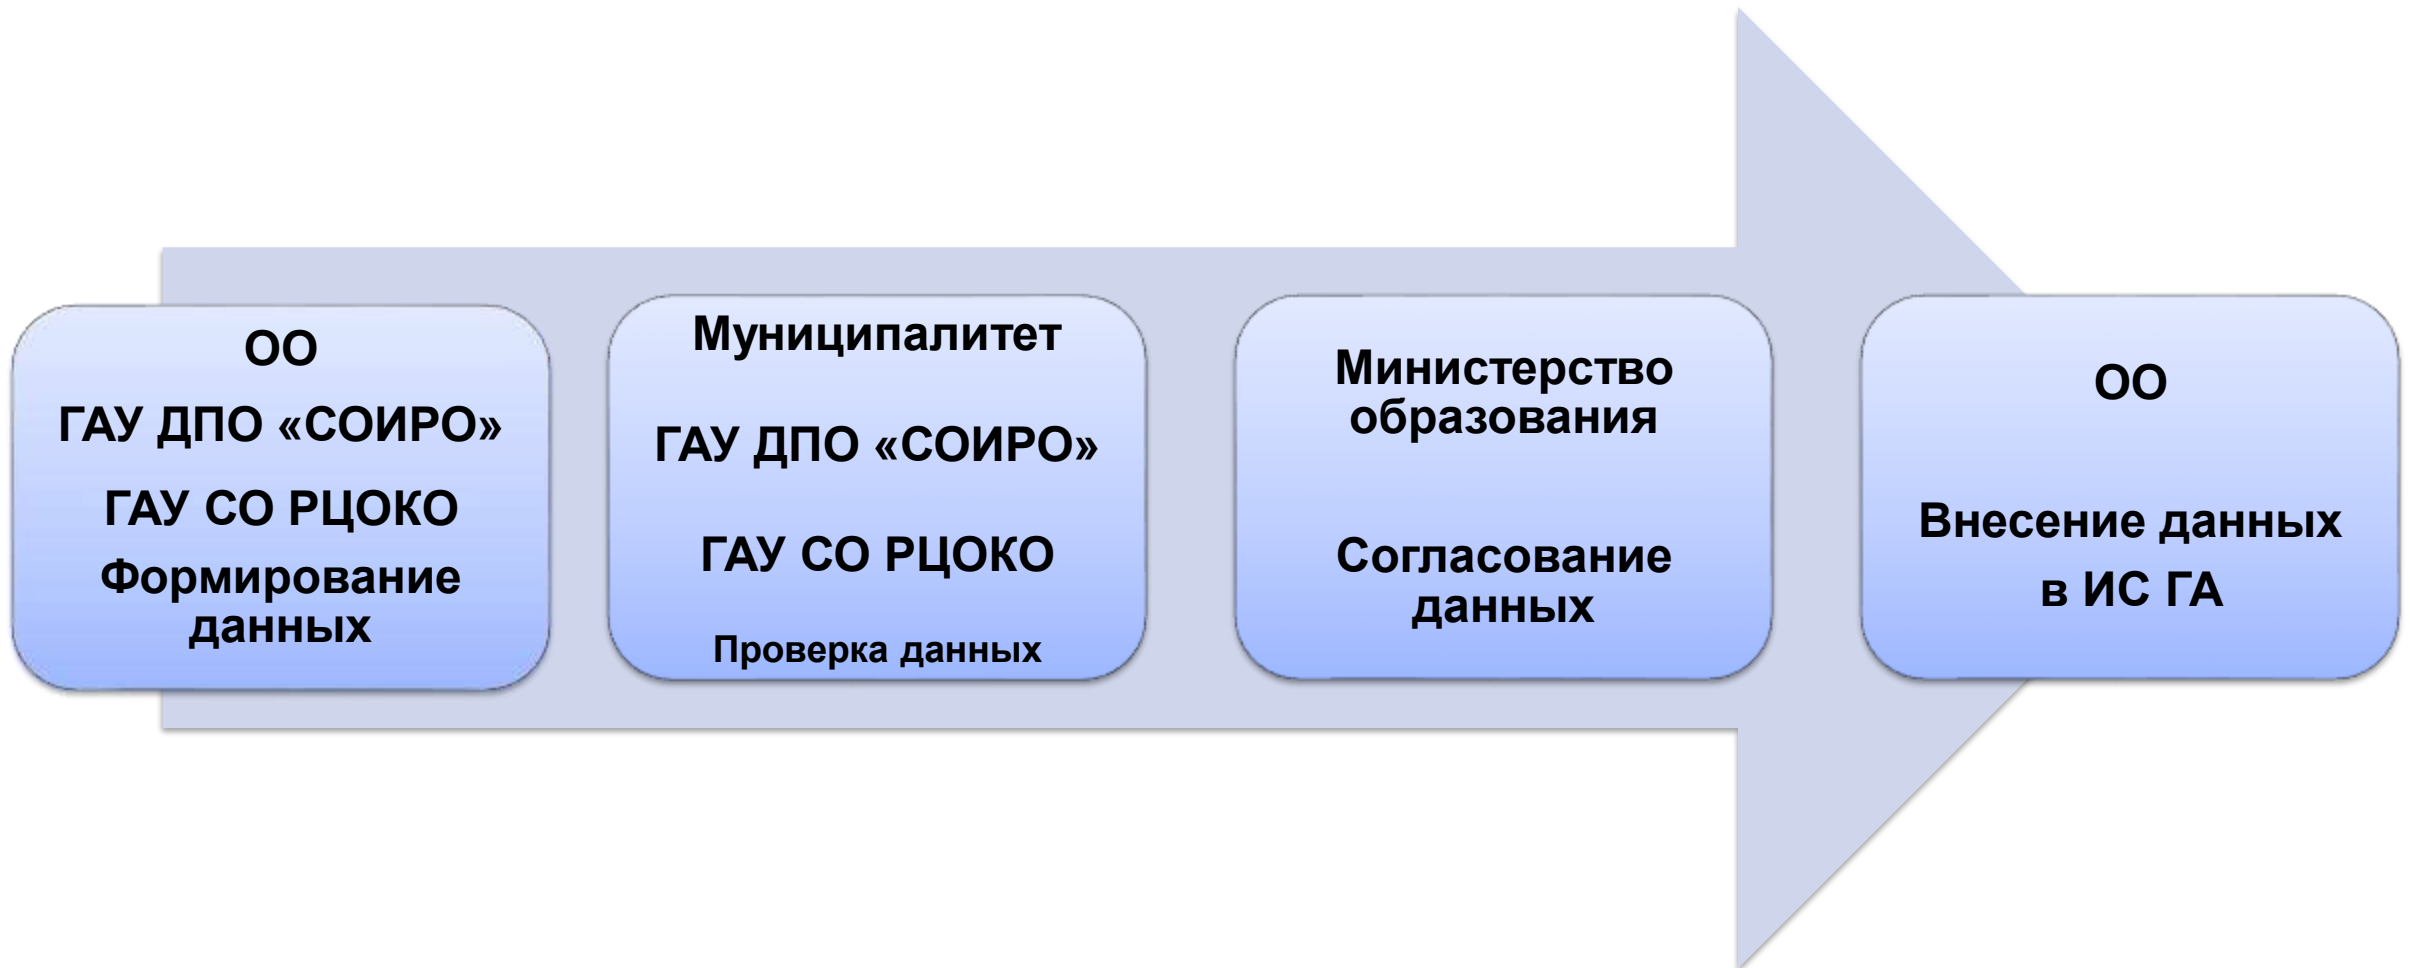 ОО
ГАУ ДПО «СОИРО»
ГАУ СО РЦОКО
Формирование
данных
Муниципалитет
ГАУ ДПО «СОИРО»
ГАУ СО РЦОКО
Проверка данных
Министерство
образования
Согласование
данных
ОО
Внесение данных
в ИС ГА